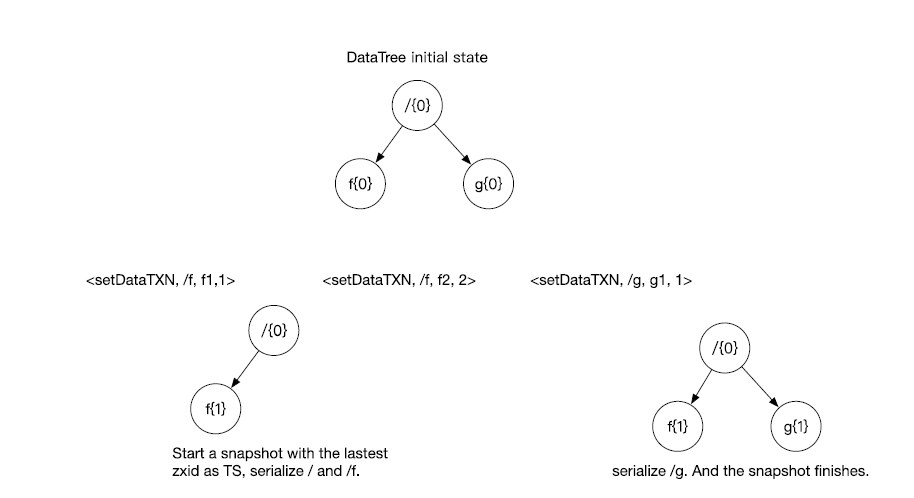 DataTree initial state
/{0}
f{0}
g{0}
<setDataTXN, /f, f1,1>
<setDataTXN, /f, f2, 2>
<setDataTXN, /g, g1, 1>
/{0}
f{1}
Start a snapshot with the lastest
zxid as TS, serialize / and /f.
/{0}
f{1}
g{1}
serialize /g. And the snapshot finishes.